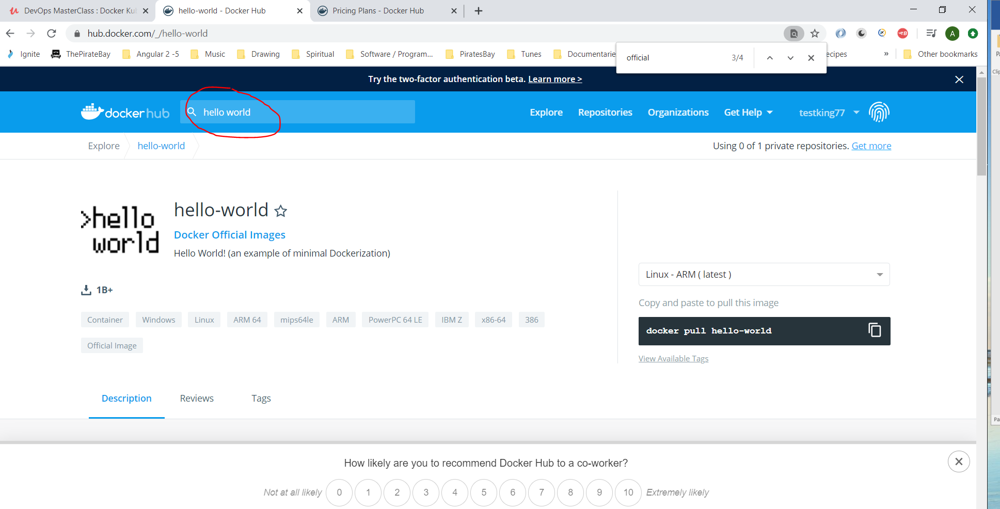 DevOps MasterClass : Docker Ku
hello-world - Docker Hub
Pricing Plans - Docker Hub
hub.docker.com/_/hello-world
B
A
Ignite
ThePirateBay
Angular 2 -5
Music
Drawing
Spiritual
Software / Program...
PiratesBay
Tunes
Documentarie
ecipes
»
Other bookmarks
official
3/4
Try the two-factor authentication beta. Learn more >
docker hub
hello world
Explore
Repositories
Organizations
Get Help
testking77
Explore
hello-world
Using 0 of 1 private repositories. Get more
>hello
world
hello-world
Docker Official Images
Hello World! (an example of minimal Dockerization)
1B+
Container
Windows
Linux
ARM 64
mips64le
ARM
PowerPC 64 LE
IBM Z
x86-64
386
Official Image
Linux - ARM ( latest )
Copy and paste to pull this image
docker pull hello-world
View Available Tags
Description
Reviews
Tags
How likely are you to recommend Docker Hub to a co-worker?
Not at all likely 0 1 2 3 4 5 6 7 8 9 10 Extremely likely
Clip
Pa